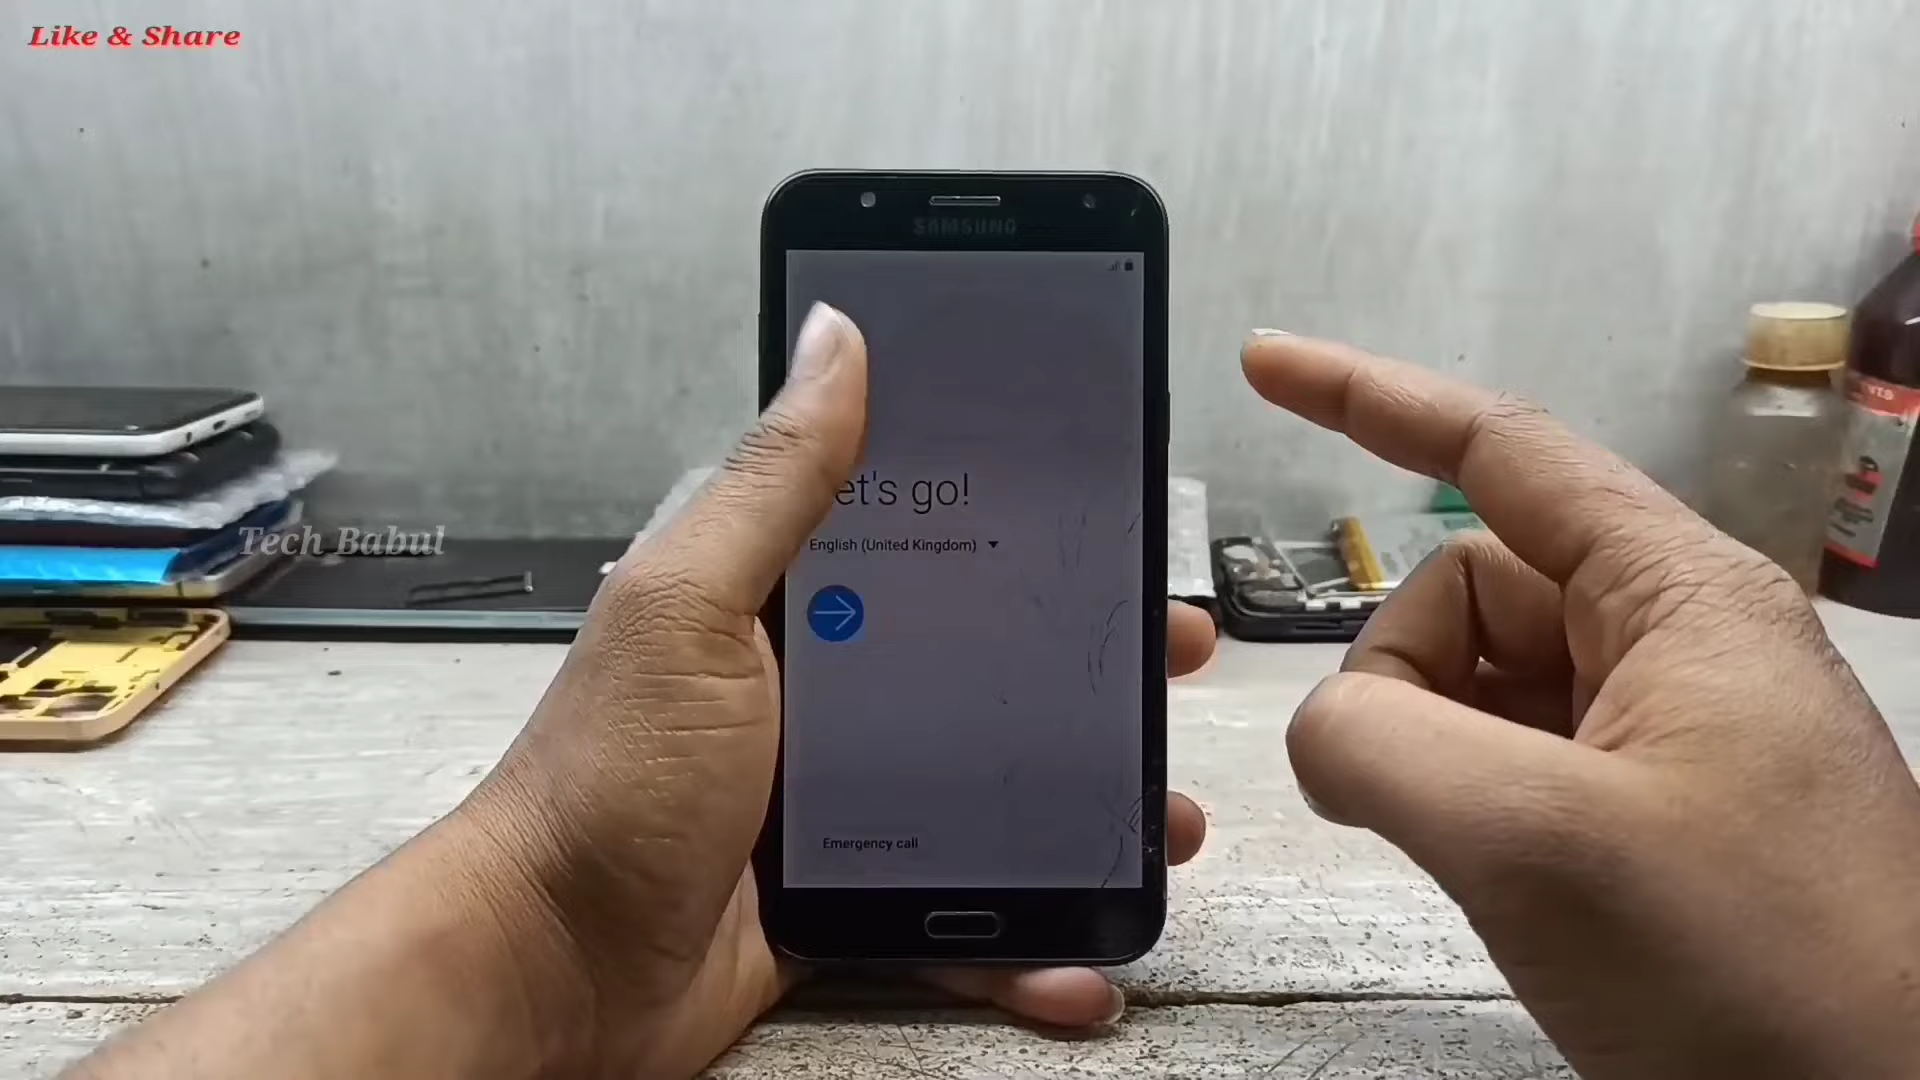 Like & Share
SAMSUNG
et's go!
English (United Kingdom)
Tech Babul
Emergency call